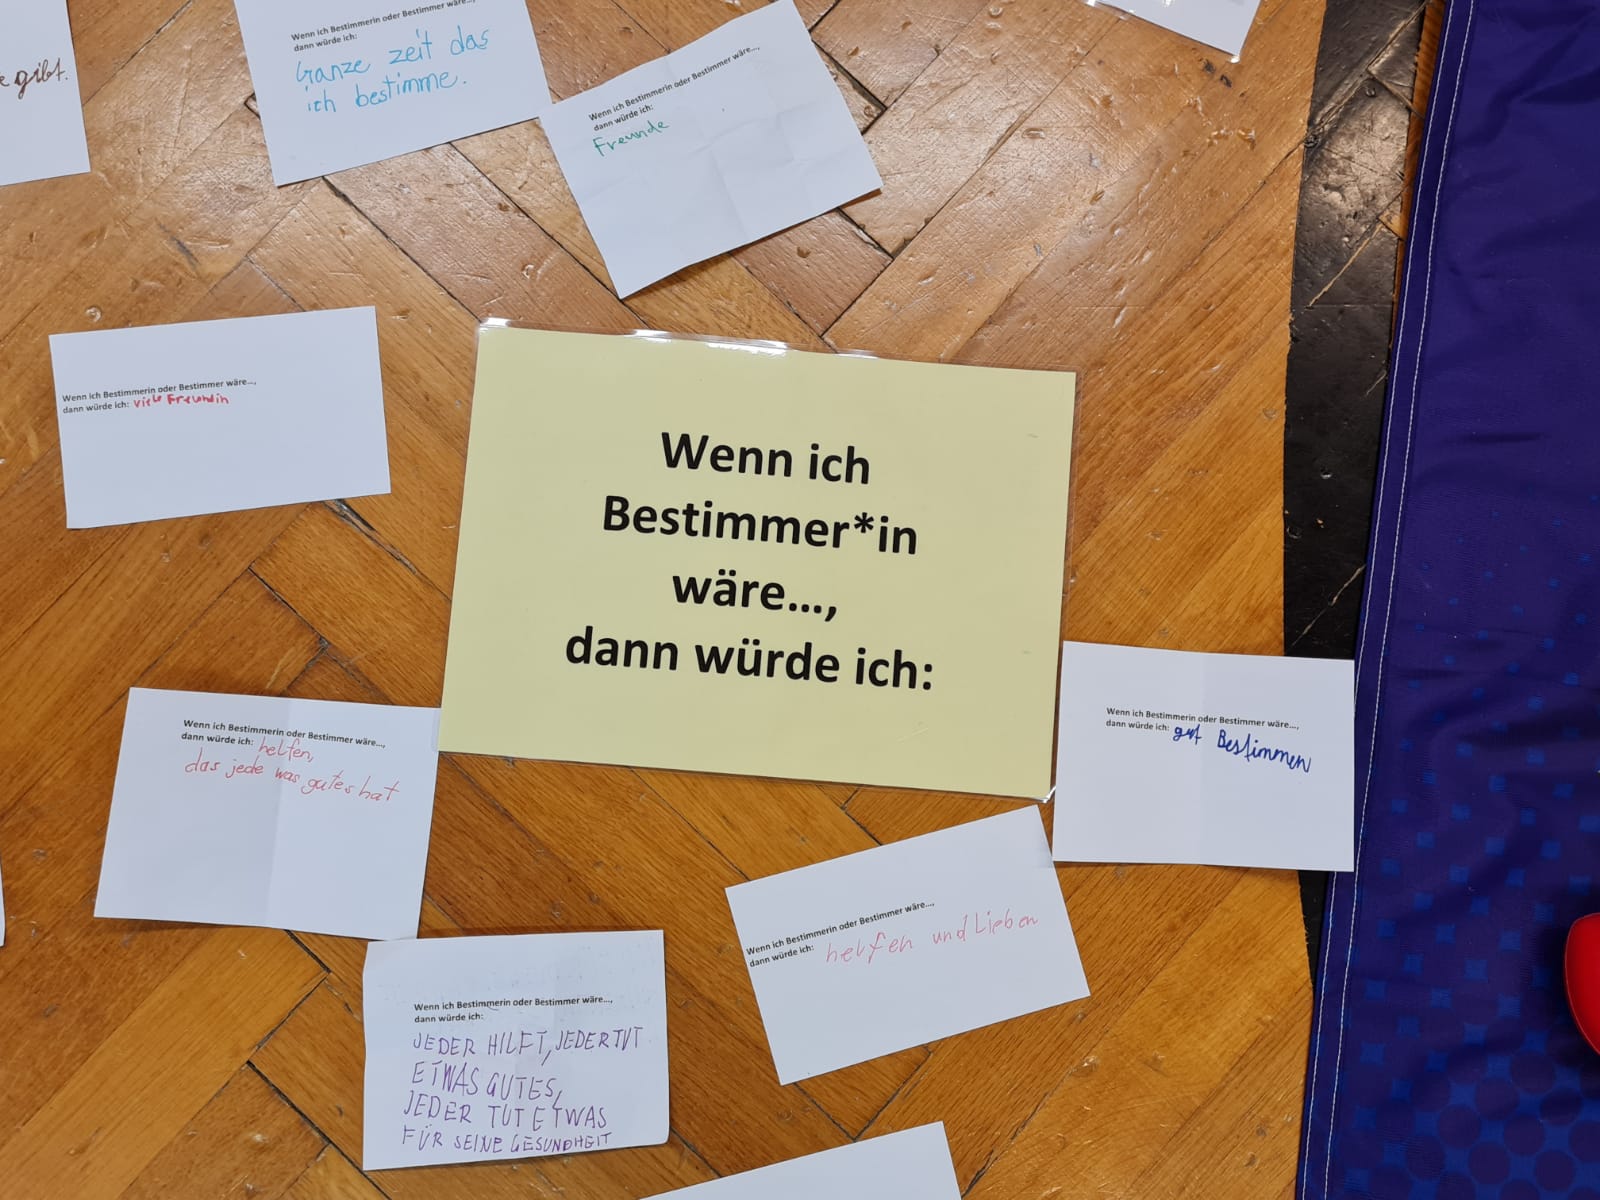 e gibt.
Wenn ich Bestimmerin oder Bestimmer wäre...,
dann würde ich:
Ganze zeit das
ich bestimme.
Wenn ich Bestimmerin oder Bestimmer wäre...,
dann würde ich:
Freunde
Wenn ich Bestimmerin oder Bestimmer wäre...,
dann würde ich: viele Freundin
Wenn ich
Bestimmer*in
wäre...,
dann würde ich:
Wenn ich Bestimmerin oder Bestimmer wäre...,
dann würde ich: helfen,
das jede was gutes hat
Wenn ich Bestimmerin oder Bestimmer wäre...,
dann würde ich: gut Bestimmen
Wenn ich Bestimmerin oder Bestimmer wäre...,
dann würde ich: helfen und Lieben
Wenn ich Bestimmerin oder Bestimmer wäre...,
dann würde ich:
JEDER HILFT, JEDER TUT
ETWAS GUTES,
JEDER TUT ETWAS
FÜR SEINE GESUNDHEIT